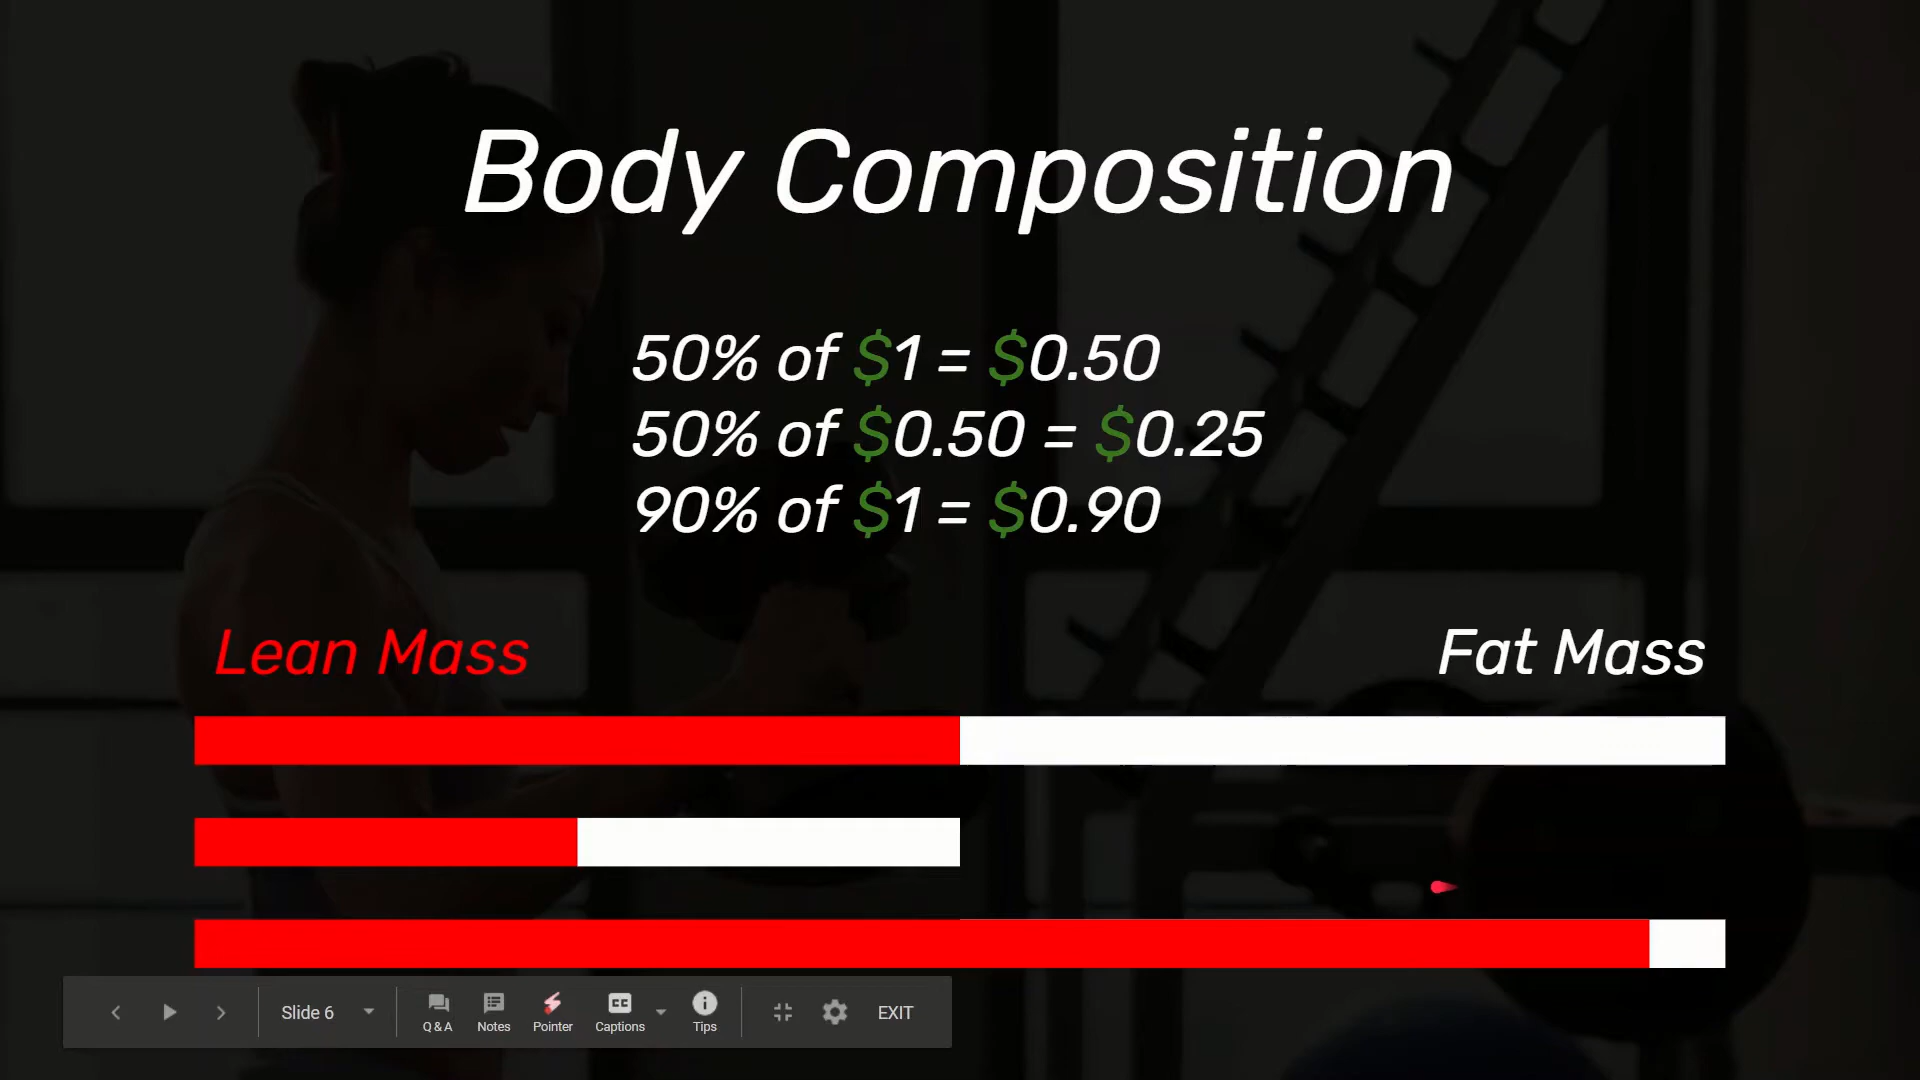 Body Composition
50% of $1 = $0.50
50% of $0.50 = $0.25
90% of $1 = $0.90
Lean Mass
Fat Mass
Slide 6
Q&A
Notes
Pointer
CC
Captions
Tips
EXIT